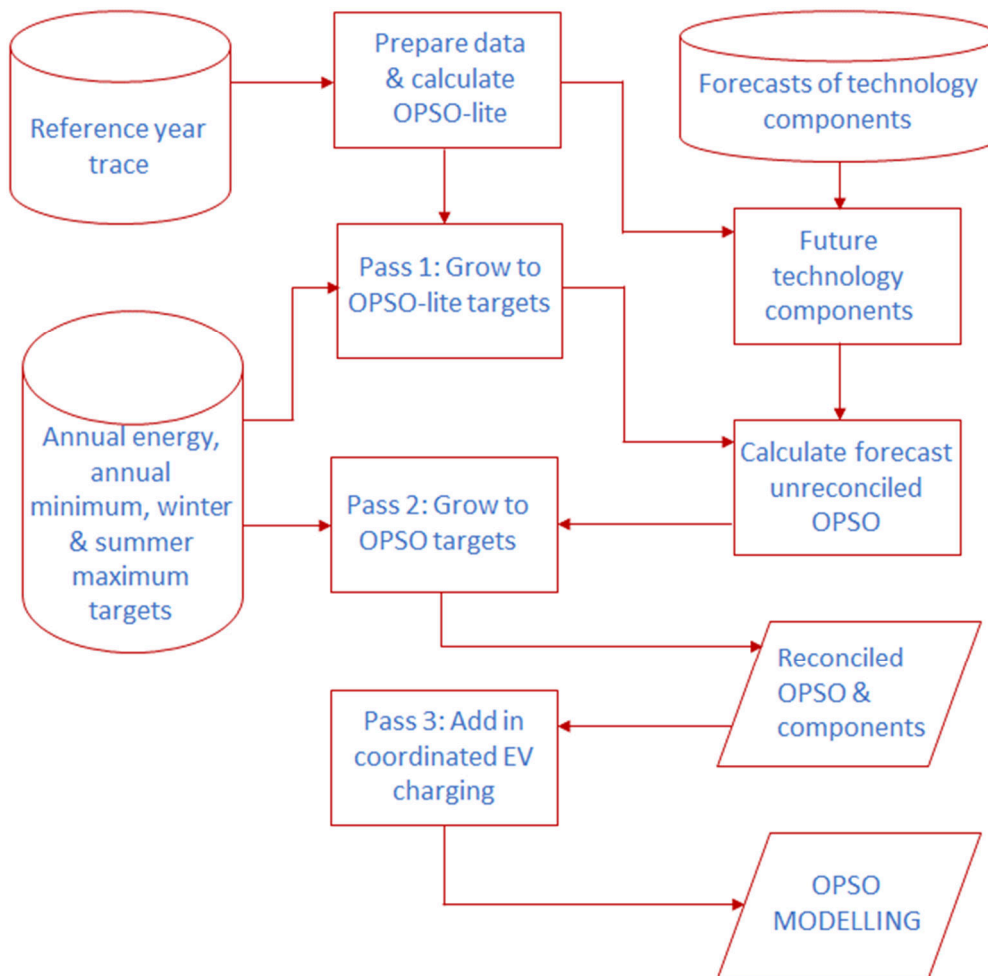 Reference year
trace
Prepare data
& calculate
OPSO-lite
Forecasts of technology
components
Pass 1: Grow to
OPSO-lite targets
Future
technology
components
Annual energy,
annual
minimum, winter
& summer
maximum
targets
Pass 2: Grow to
OPSO targets
Calculate forecast
unreconciled
OPSO
Reconciled
OPSO &
components
Pass 3: Add in
coordinated EV
charging
OPSO
MODELLING